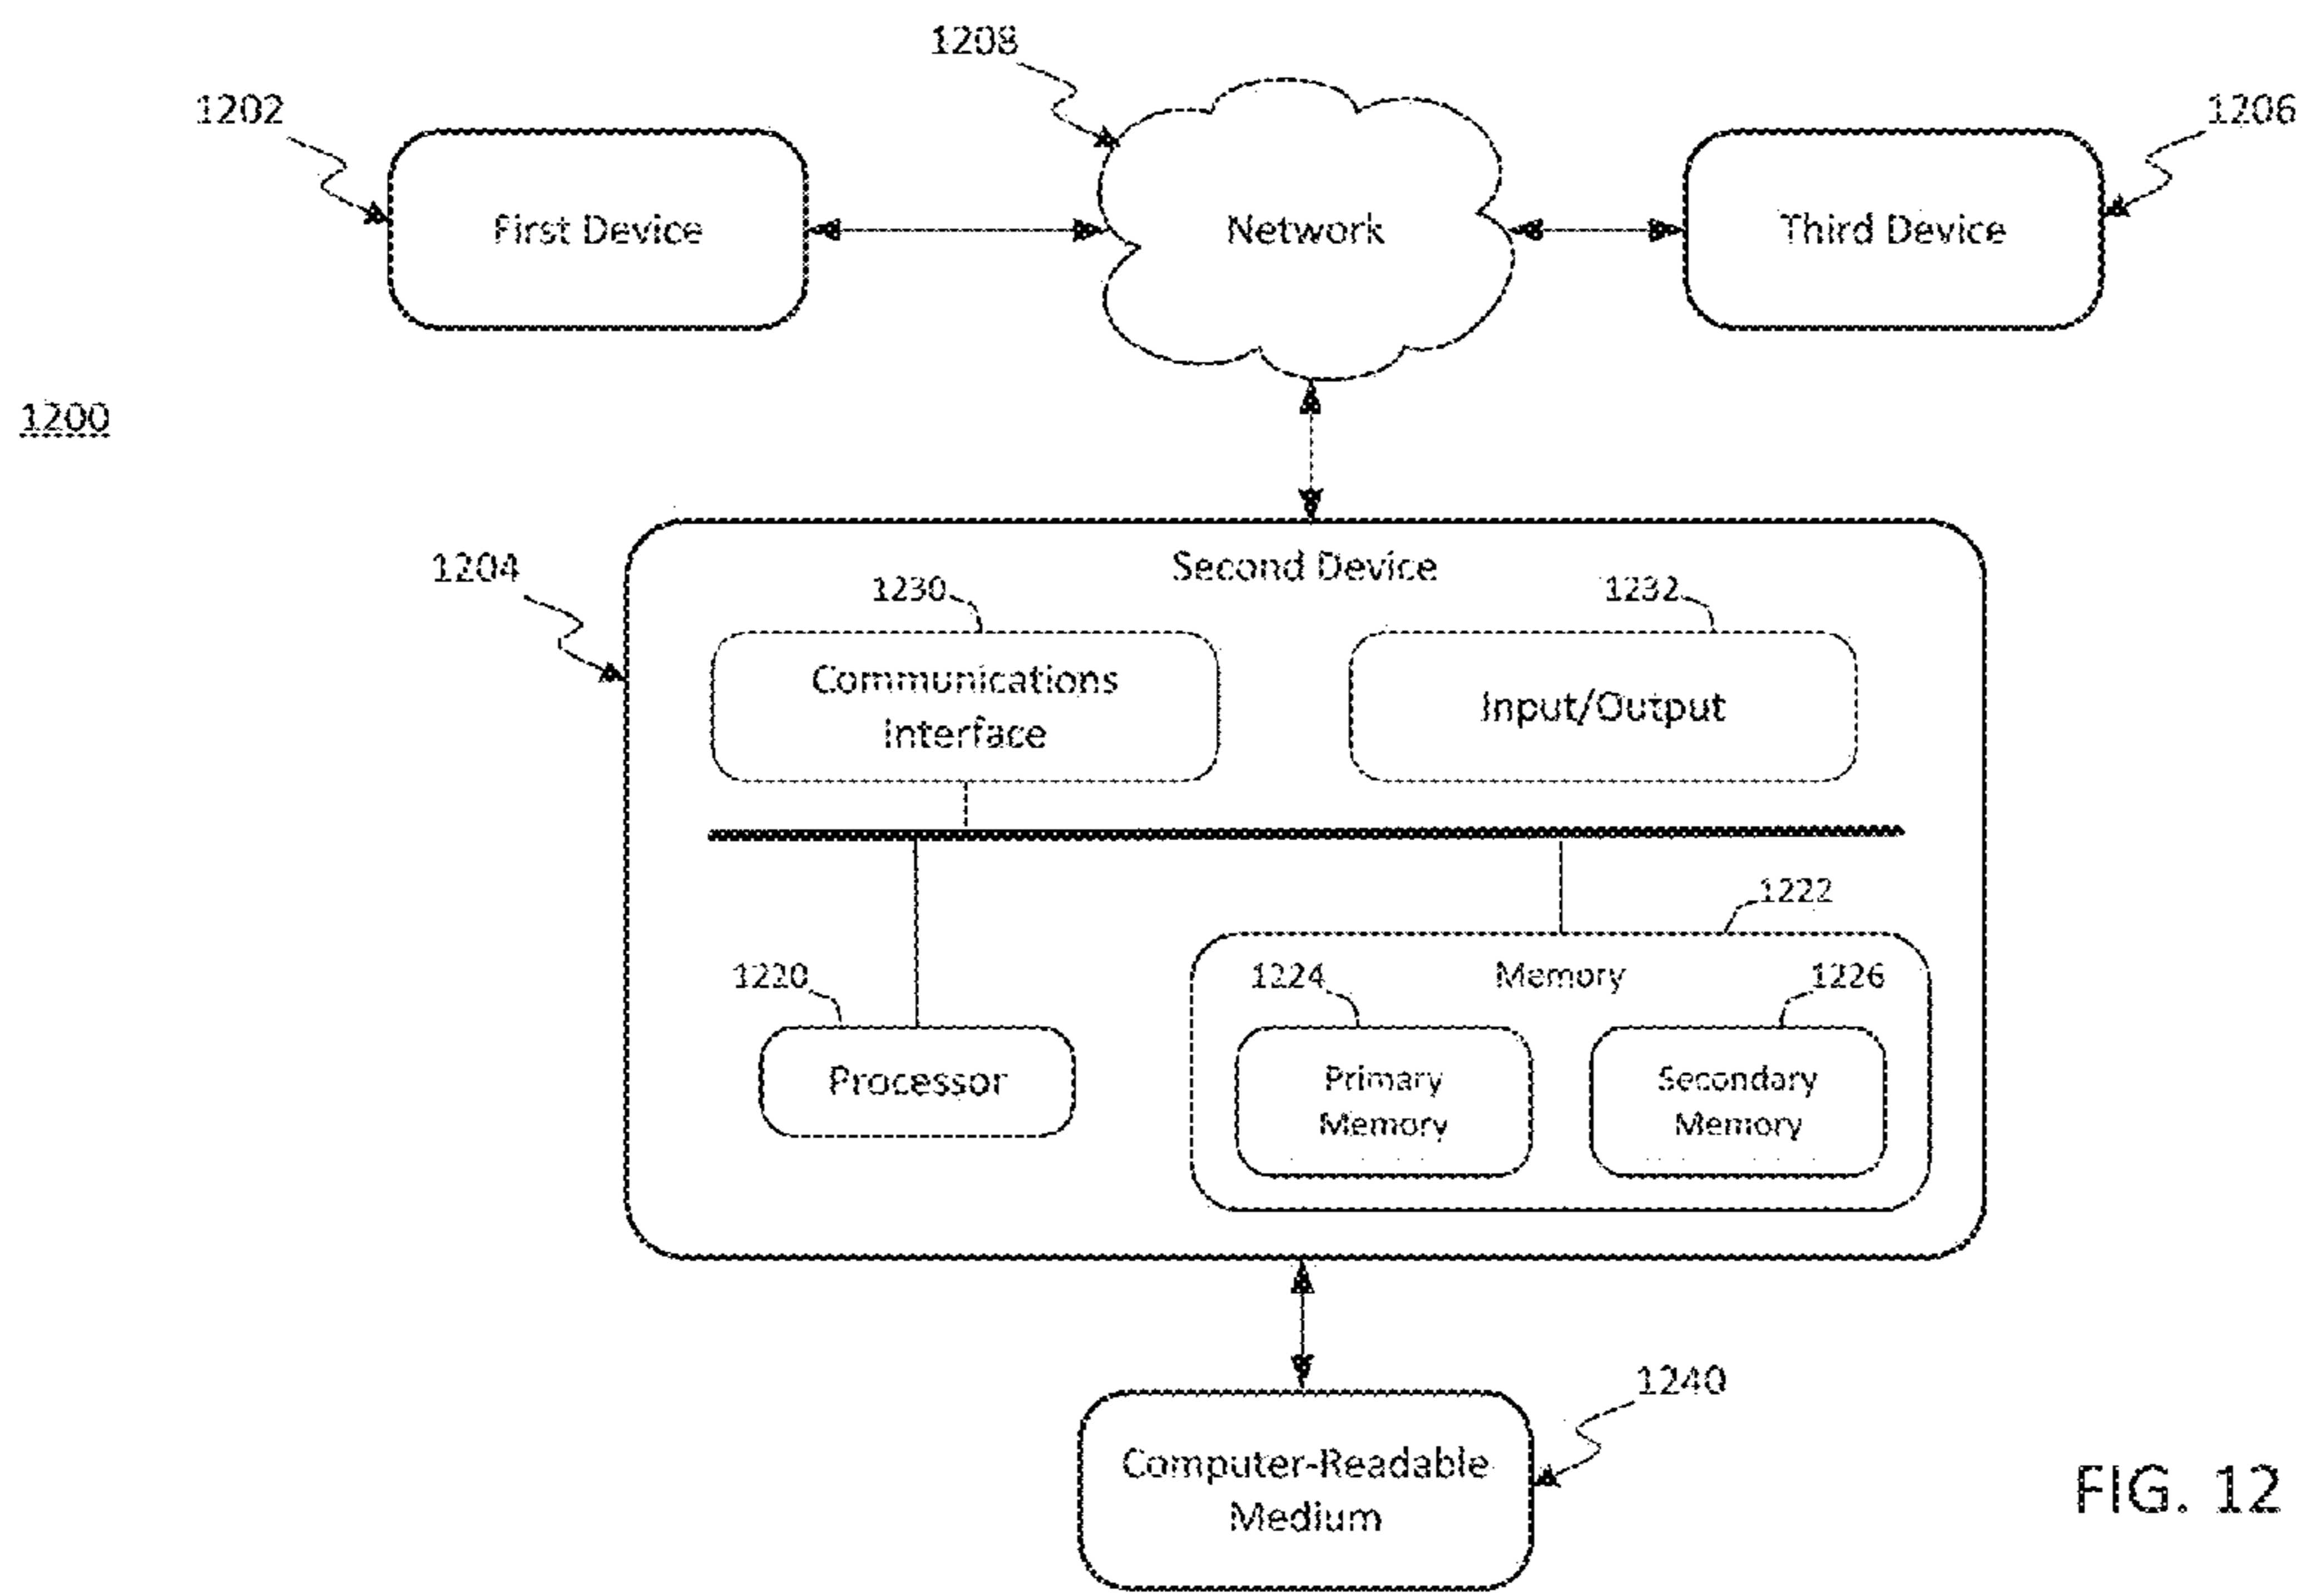 1208
1202
1206
First Device
Network
Third Device
1200
1204
Second Device
1230
1232
Communications
Interface
Input/Output
1222
1220
1224
Memory
1226
Processor
Primary
Memory
Secondary
Memory
1240
Computer-Readable
Medium
FIG. 12